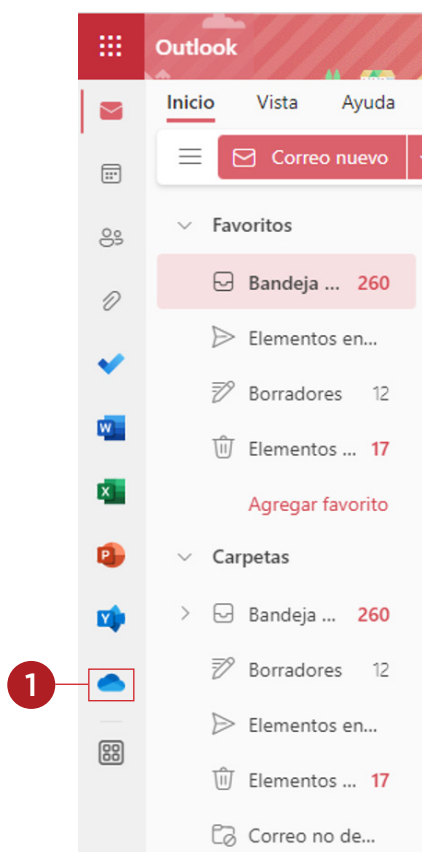 Outlook
Inicio Vista Ayuda
Correo nuevo
Favoritos
Bandeja ... 260
Elementos en...
Borradores 12
Elementos ... 17
Agregar favorito
Carpetas
Bandeja ... 260
Borradores 12
Elementos en...
Elementos ... 17
Correo no de...
W
X
P
Y
1